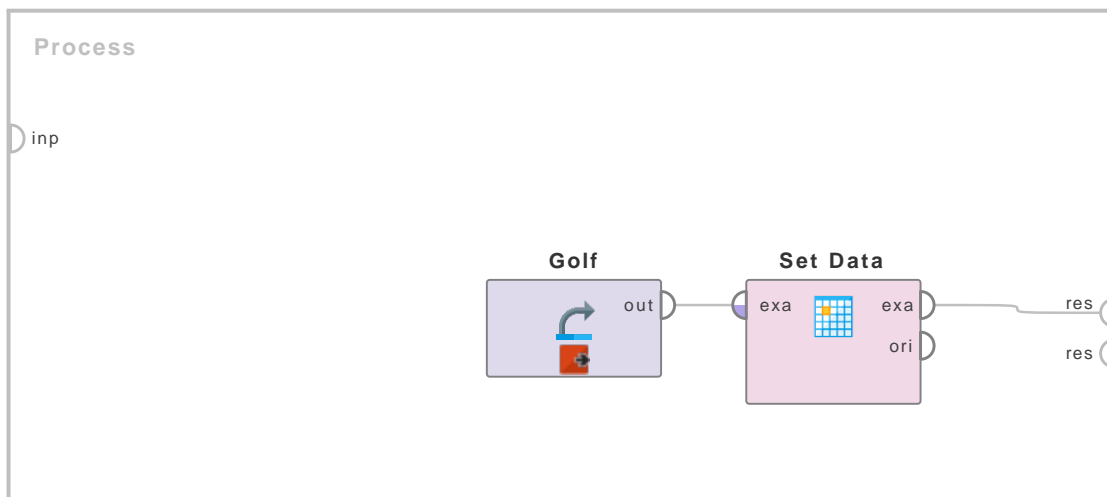 Process
inp
Golf
Set Data
out
exa
exa
res
ori
res